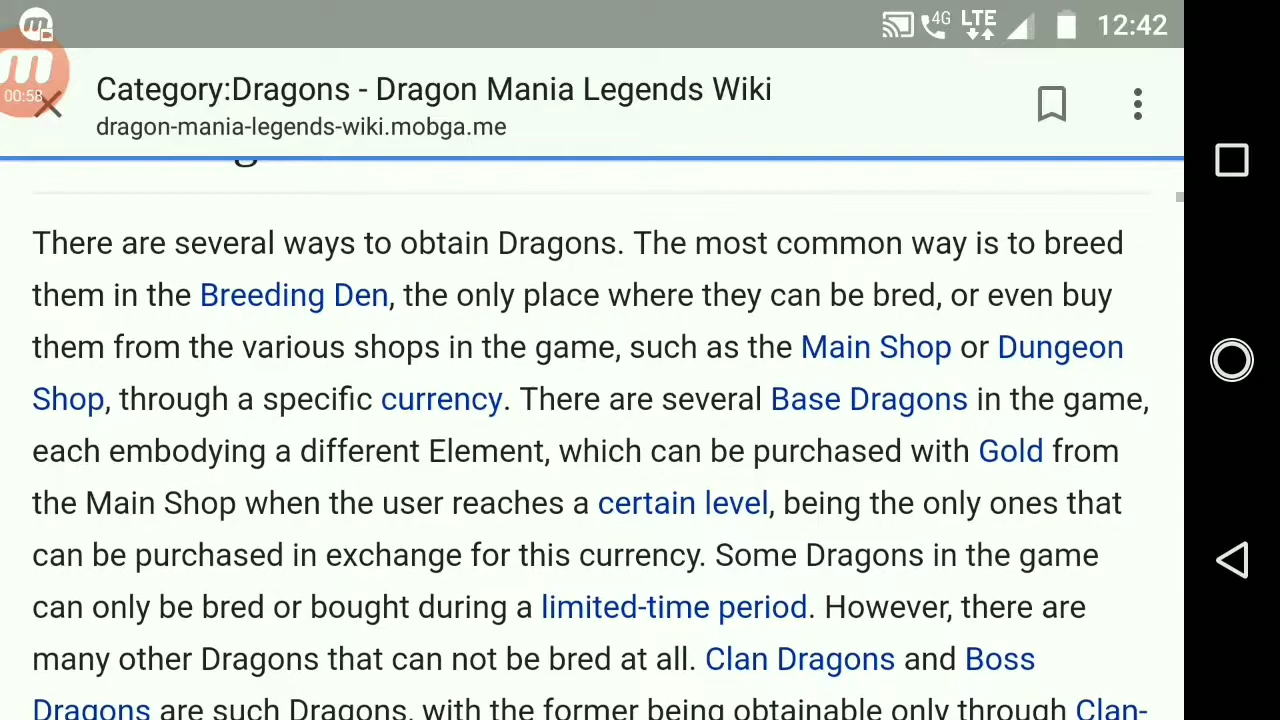 4G LTE 12:42
00:58
Category:Dragons - Dragon Mania Legends Wiki
dragon-mania-legends-wiki.mobga.me
There are several ways to obtain Dragons. The most common way is to breed
them in the Breeding Den, the only place where they can be bred, or even buy
them from the various shops in the game, such as the Main Shop or Dungeon
Shop, through a specific currency. There are several Base Dragons in the game,
each embodying a different Element, which can be purchased with Gold from
the Main Shop when the user reaches a certain level, being the only ones that
can be purchased in exchange for this currency. Some Dragons in the game
can only be bred or bought during a limited-time period. However, there are
many other Dragons that can not be bred at all. Clan Dragons and Boss
Dragons are such Dragons, with the former being obtainable only through Clan-